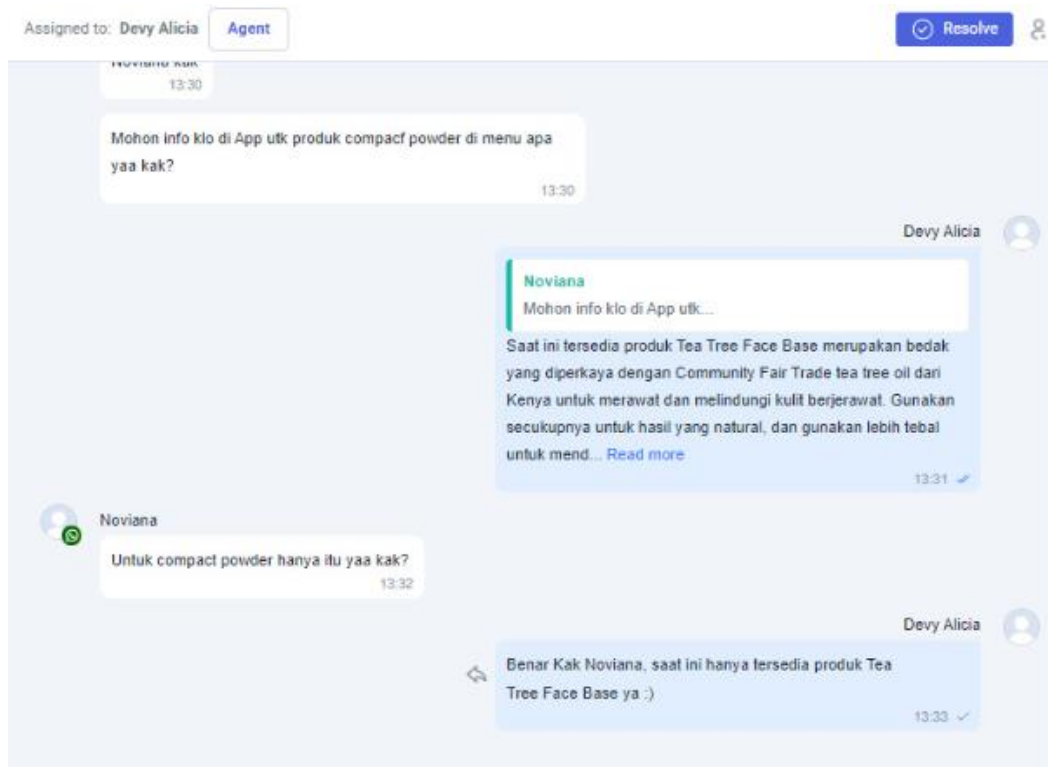 Assigned to: Devy Alicia Agent Resolve
Noviana kak
13:30
Mohon info klo di App utk produk compacf powder di menu apa
yaa kak?
13:30
Devy Alicia
Noviana
Mohon info klo di App utk...
Saat ini tersedia produk Tea Tree Face Base merupakan bedak
yang diperkaya dengan Community Fair Trade tea tree oil dari
Kenya untuk merawat dan melindungi kulit berjerawat. Gunakan
secukupnya untuk hasil yang natural, dan gunakan lebih tebal
untuk mend... Read more
13:31
Noviana
Untuk compact powder hanya itu yaa kak?
13:32
Devy Alicia
Benar Kak Noviana, saat ini hanya tersedia produk Tea
Tree Face Base ya :)
13:33